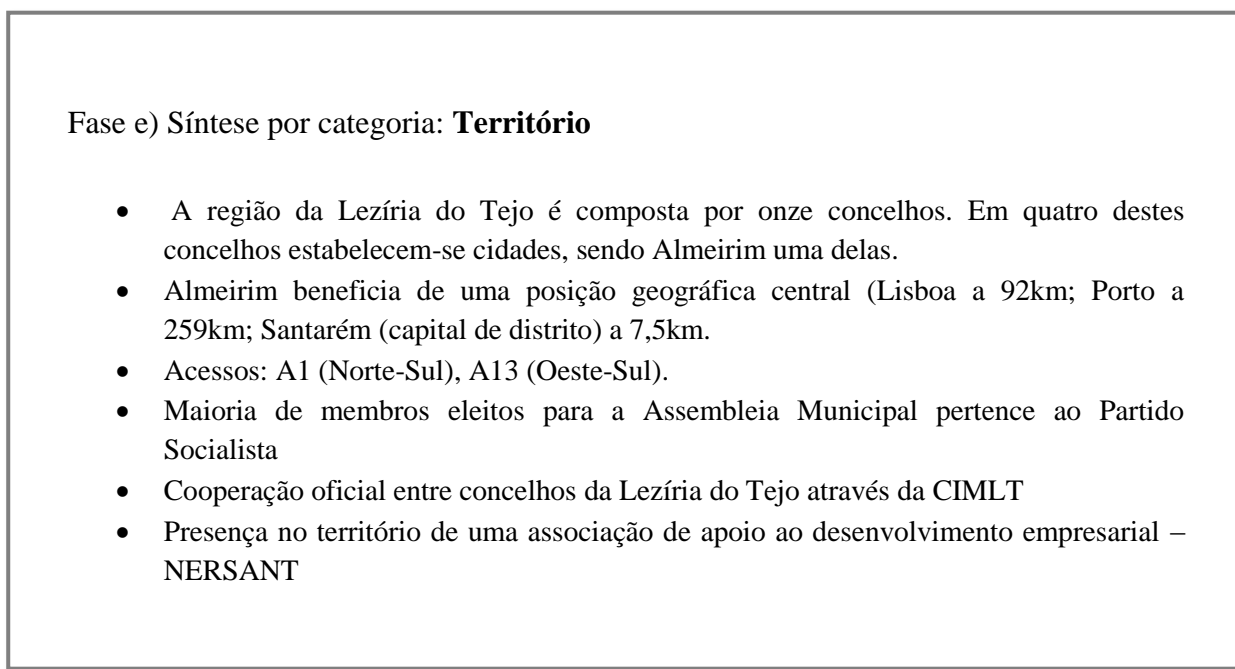 Fase e) Síntese por categoria: Território
• A região da Lezíria do Tejo é composta por onze concelhos. Em quatro destes
concelhos estabelecem-se cidades, sendo Almeirim uma delas.
• Almeirim beneficia de uma posição geográfica central (Lisboa a 92km; Porto a
259km; Santarém (capital de distrito) a 7,5km.
• Acessos: A1 (Norte-Sul), A13 (Oeste-Sul).
• Maioria de membros eleitos para a Assembleia Municipal pertence ao Partido
Socialista
• Cooperação oficial entre concelhos da Lezíria do Tejo através da CIMLT
• Presença no território de uma associação de apoio ao desenvolvimento empresarial –
NERSANT